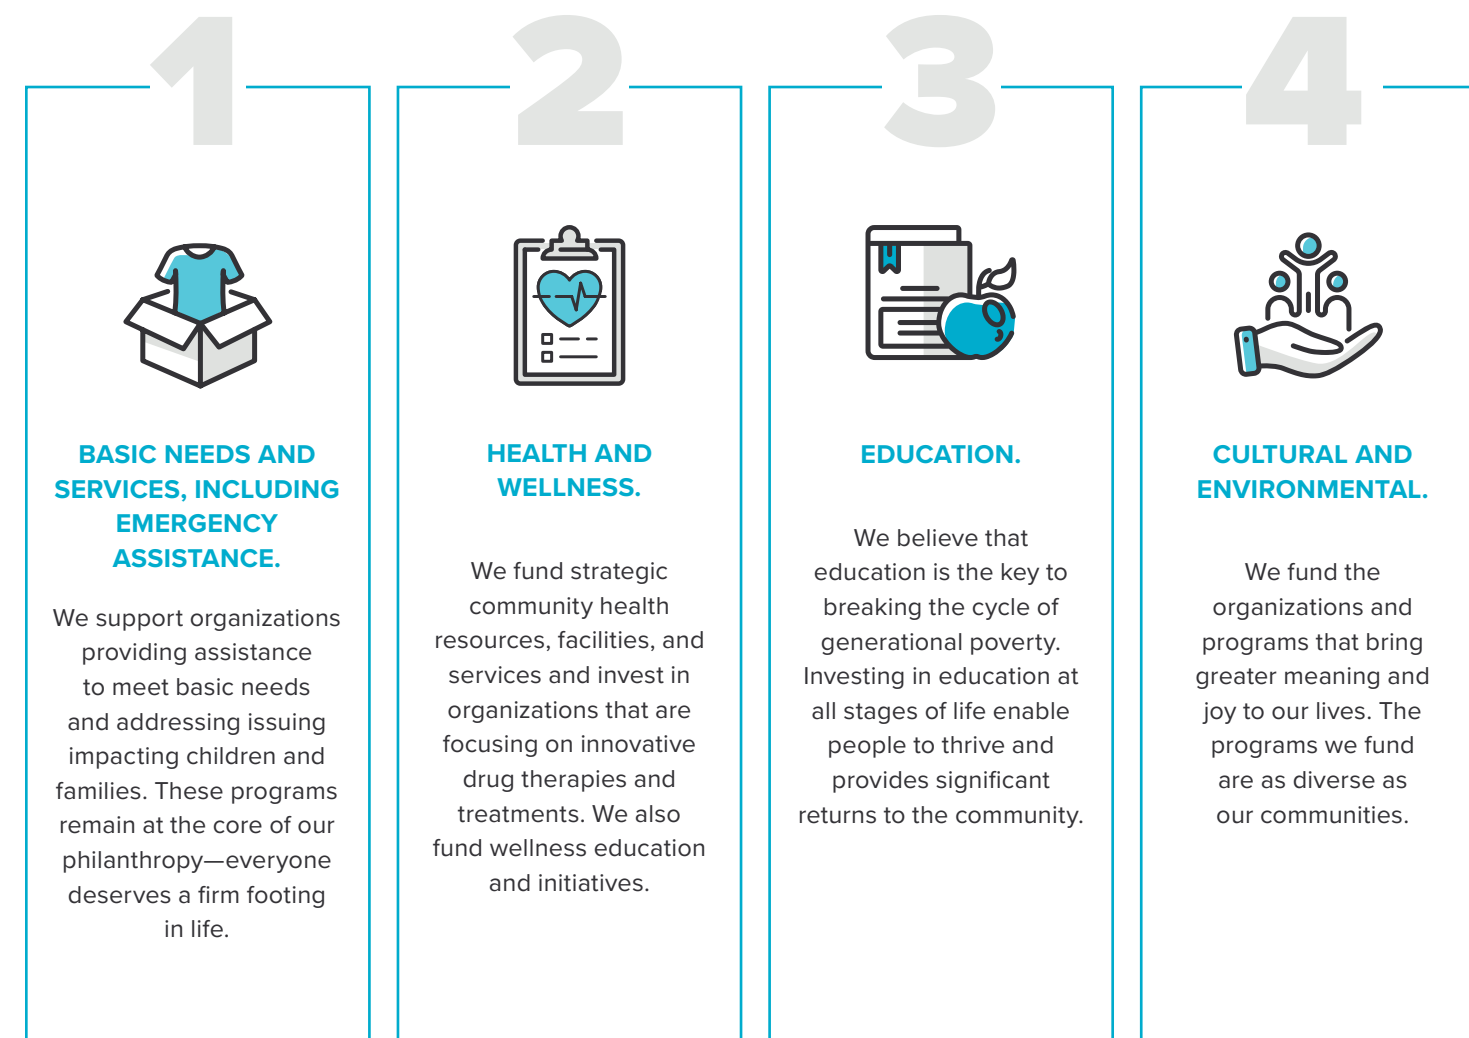 1
BASIC NEEDS AND
SERVICES, INCLUDING
EMERGENCY
ASSISTANCE.
We support organizations
providing assistance
to meet basic needs
and addressing issuing
impacting children and
families. These programs
remain at the core of our
philanthropy—everyone
deserves a firm footing
in life.
2
HEALTH AND
WELLNESS.
We fund strategic
community health
resources, facilities, and
services and invest in
organizations that are
focusing on innovative
drug therapies and
treatments. We also
fund wellness education
and initiatives.
3
EDUCATION.
We believe that
education is the key to
breaking the cycle of
generational poverty.
Investing in education at
all stages of life enable
people to thrive and
provides significant
returns to the community.
4
CULTURAL AND
ENVIRONMENTAL.
We fund the
organizations and
programs that bring
greater meaning and
joy to our lives. The
programs we fund
are as diverse as
our communities.